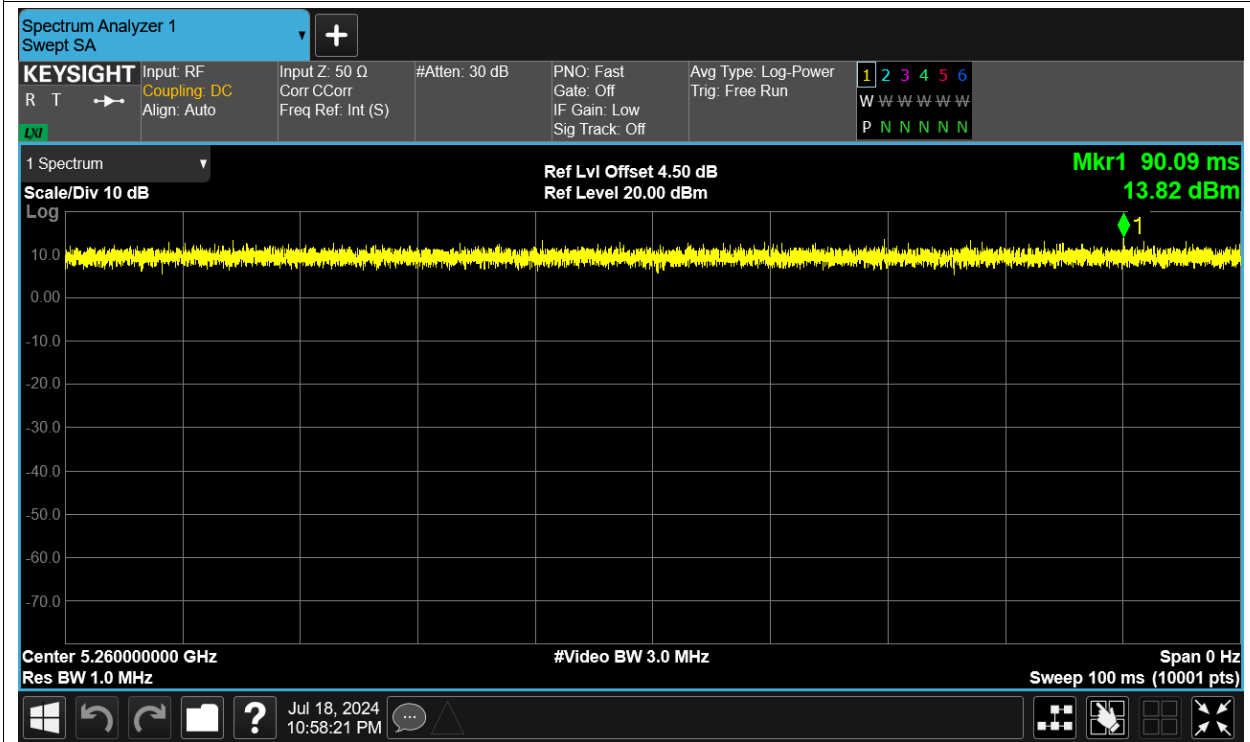 Spectrum Analyzer 1
Swept SA
KEYSIGHT
R T
LXI
Input: RF
Coupling: DC
Align: Auto
Input Z: 50 Ω
Corr CCorr
Freq Ref: Int (S)
#Atten: 30 dB
PNO: Fast
Gate: Off
IF Gain: Low
Sig Track: Off
Avg Type: Log-Power
Trig: Free Run
1 2 3 4 5 6
W W W W W W
P N N N N N
1 Spectrum
Scale/Div 10 dB
Ref Lvl Offset 4.50 dB
Ref Level 20.00 dBm
Mkr1 90.09 ms
13.82 dBm
Log
1
10.0
0.00
-10.0
-20.0
-30.0
-40.0
-50.0
-60.0
-70.0
Center 5.260000000 GHz
#Video BW 3.0 MHz
Span 0 Hz
Res BW 1.0 MHz
Sweep 100 ms (10001 pts)
?
Jul 18, 2024
10:58:21 PM